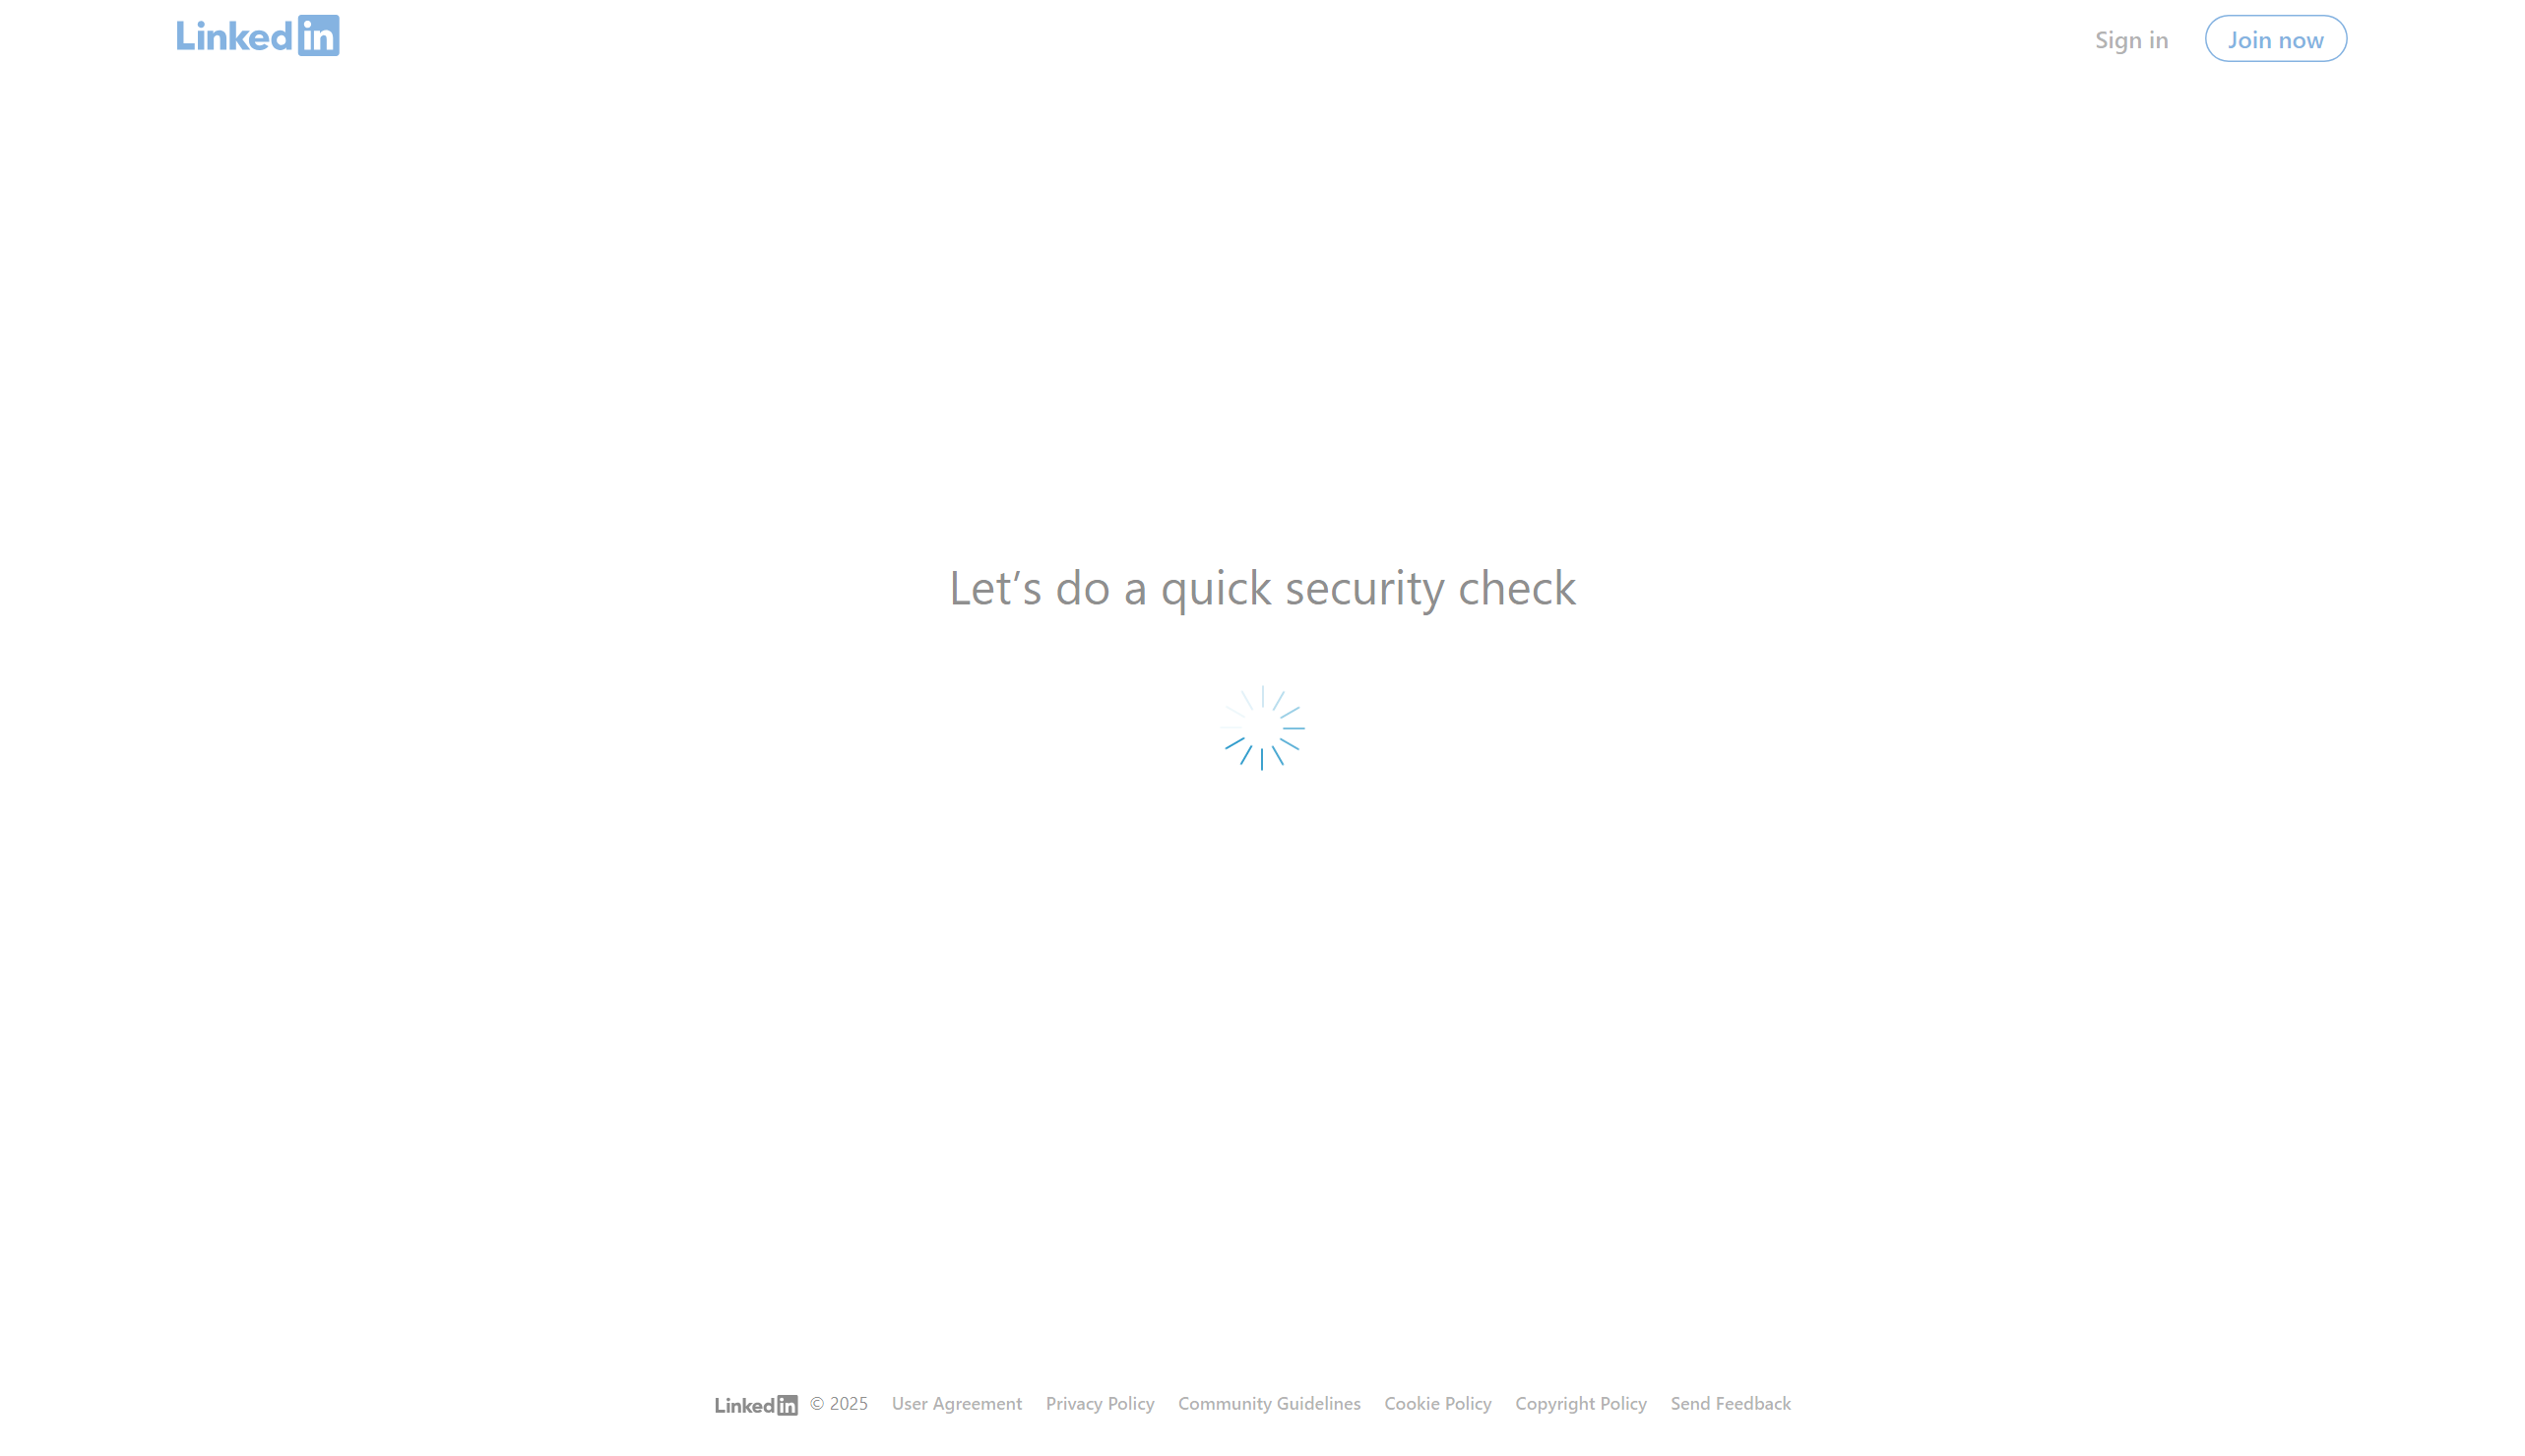 Linkedin
Sign in
Join now
Let's do a quick security check
Linkedin © 2025 User Agreement Privacy Policy Community Guidelines Cookie Policy Copyright Policy Send Feedback